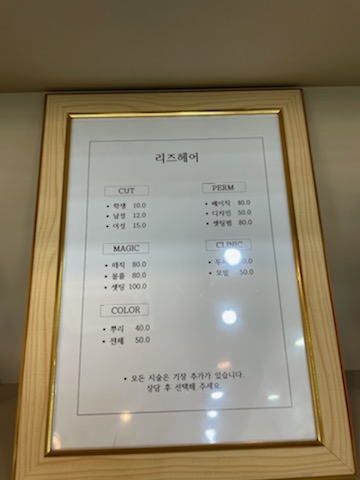 리즈헤어
CUT
• 학생 10.0
• 남성 12.0
• 여성 15.0
PERM
• 베이직 40.0
• 디자인 50.0
• 셋팅펌 80.0
MAGIC
• 매직 80.0
• 볼륨 80.0
• 셋팅 100.0
CLINIC
• 모발 50.0
COLOR
• 뿌리 40.0
• 전체 50.0
• 모든 시술은 기장 추가가 있습니다.
상담 후 선택해 주세요.